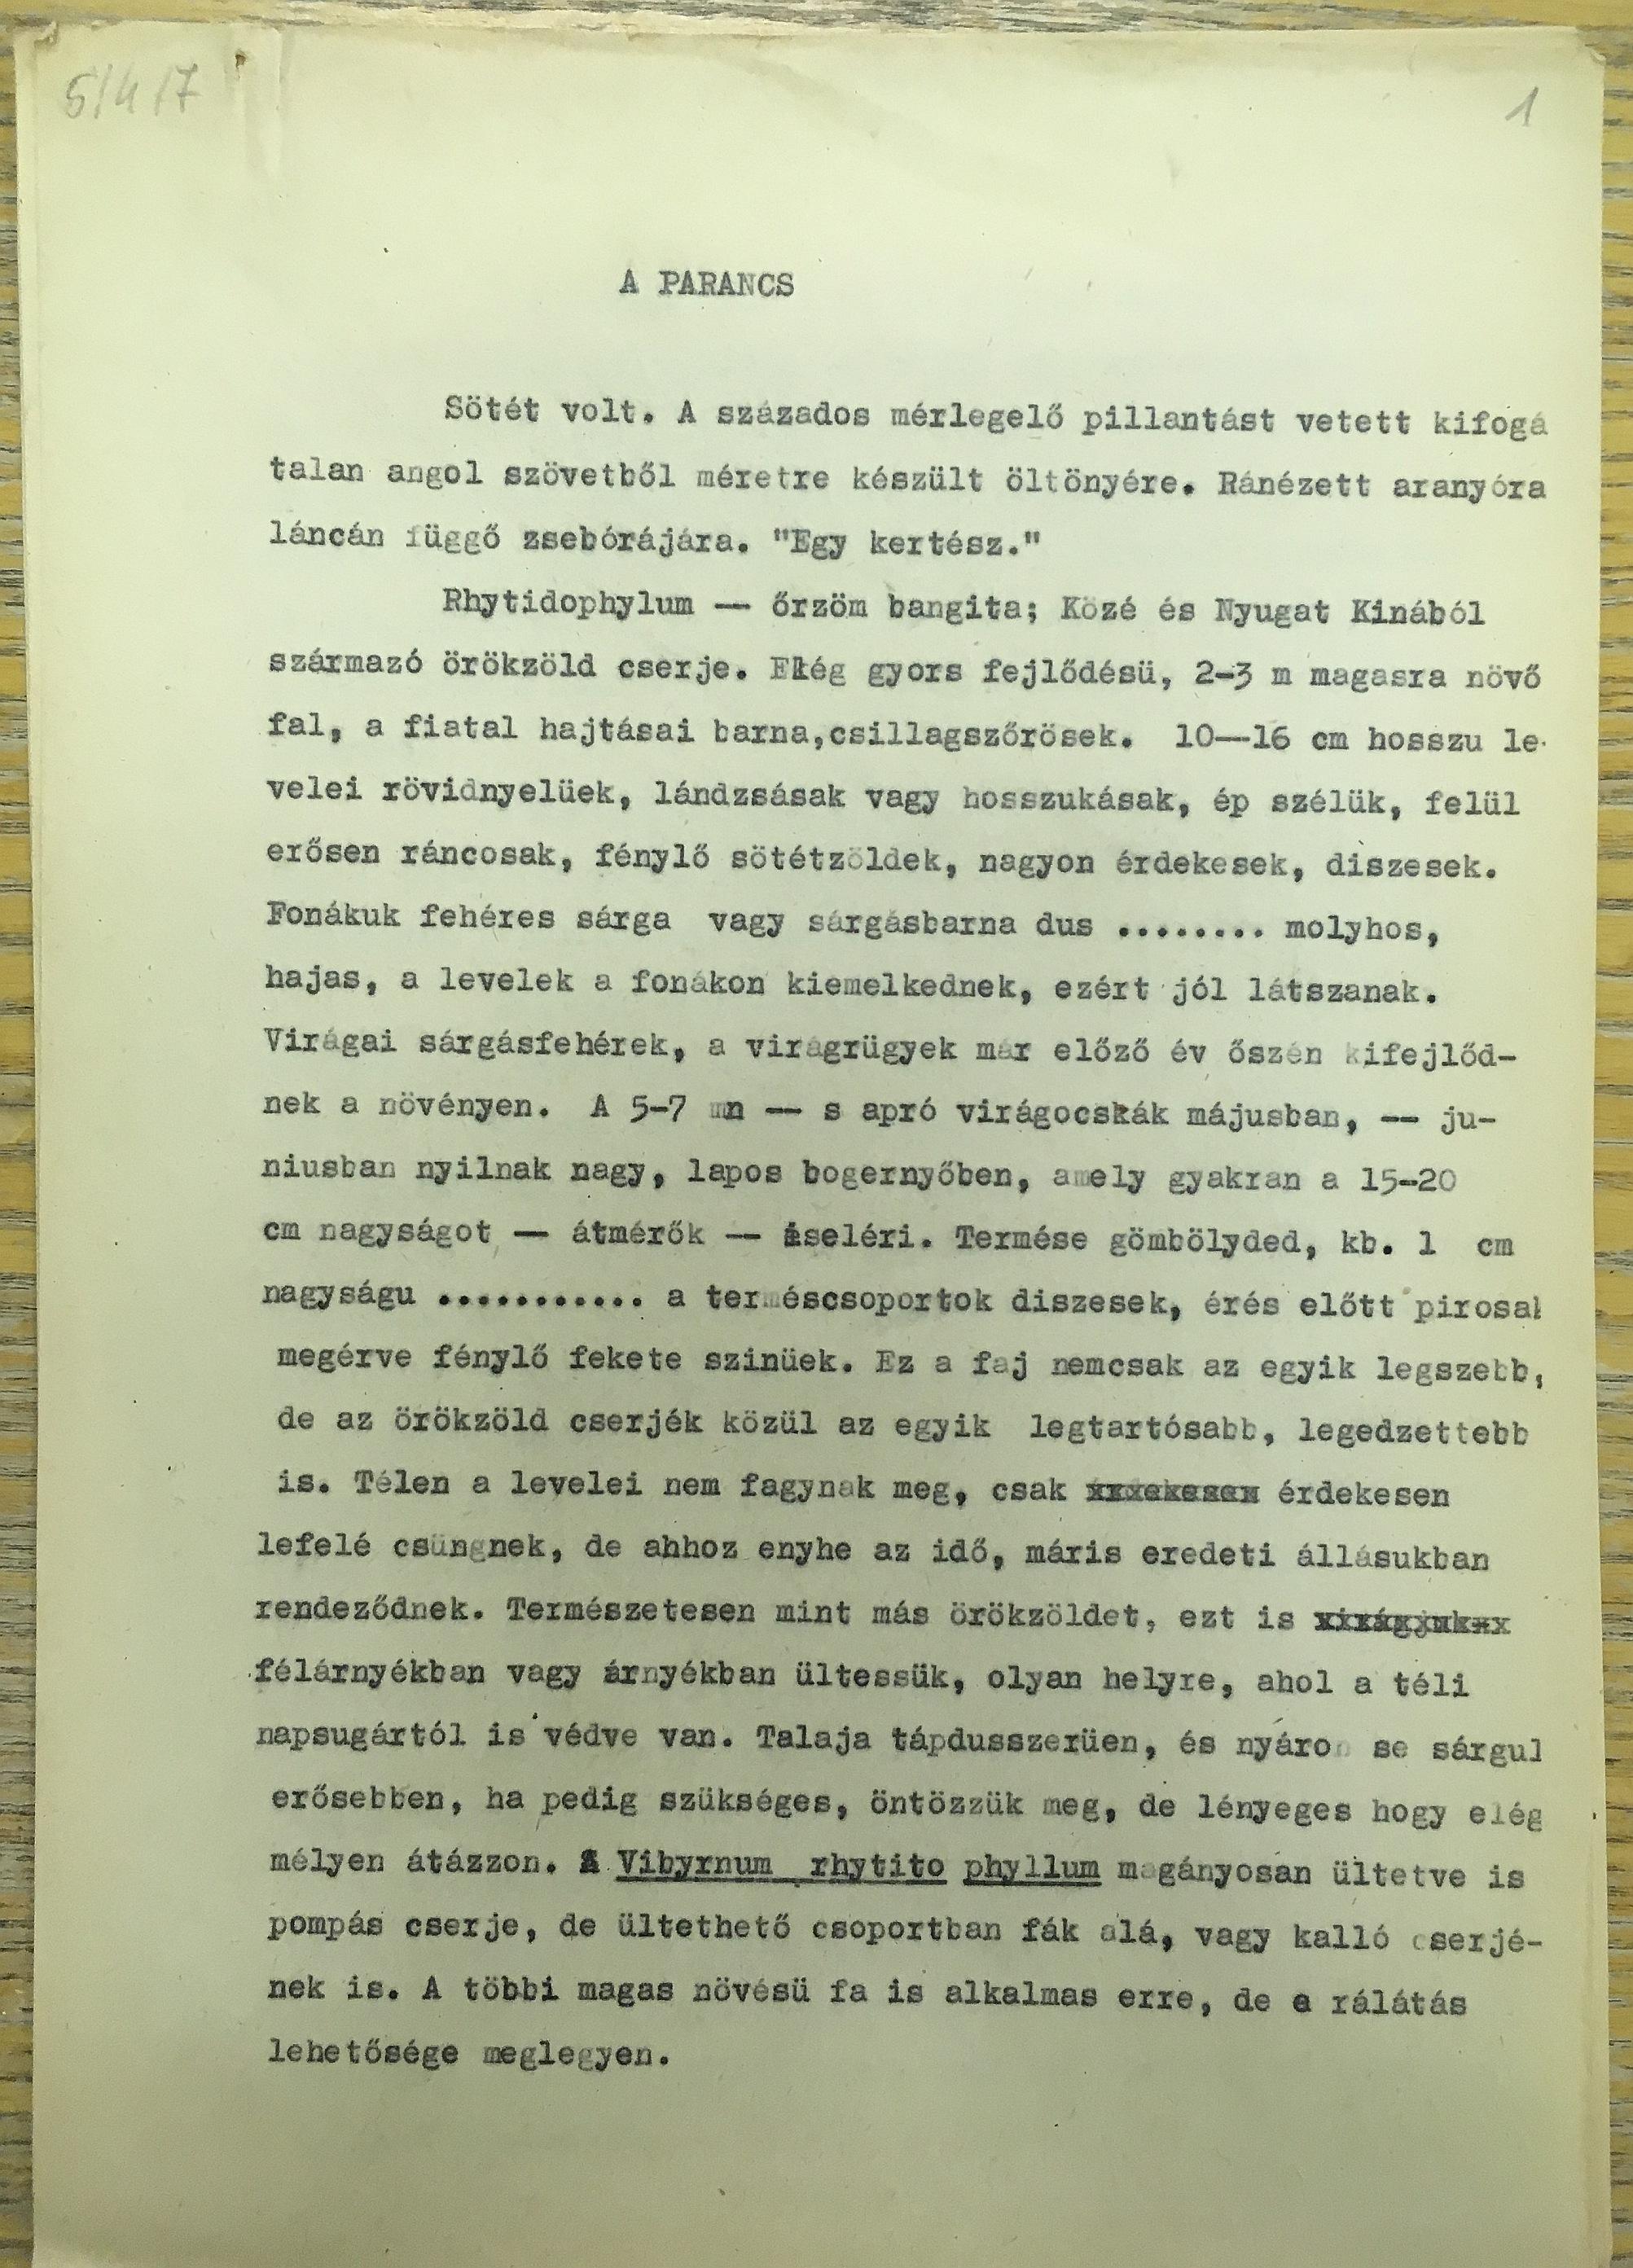 5/4/7
1
A PARANCS
Sötét volt. A százados mérlegelő pillantást vetett kifogá
talan angol szövetből méretre készült öltönyére. Ránézett aranyóra
láncán függő zsebórájára. "Egy kertész."
Rhytidophylum — őrzöm bangita; Közé és Nyugat Kinából
származó örökzöld cserje. Elég gyors fejlődésü, 2-3 m magasra növő
fal, a fiatal hajtásai barna,csillagszőrösek. 10—16 cm hosszu le-
velei rövidnyelüek, lándzsásak vagy hosszukásak, ép szélük, felül
erősen ráncosak, fénylő sötétzöldek, nagyon érdekesek, diszesek.
Fonákuk fehéres sárga vagy sárgásbarna dus ........ molyhos,
hajas, a levelek a fonákon kiemelkednek, ezért jól látszanak.
Virágai sárgásfehérek, a virágrügyek már előző év őszén kifejlőd-
nek a növényen. A 5-7 mn — s apró virágocskák májusban, — ju-
niusban nyilnak nagy, lapos bogernyőben, amely gyakran a 15-20
cm nagyságot — átmérők — iseléri. Termése gömbölyded, kb. 1 cm
nagyságu ........... a terméscsoportok diszesek, érés előtt pirosak
megérve fénylő fekete szinüek. Ez a faj nemcsak az egyik legszebb,
de az örökzöld cserjék közül az egyik legtartósabb, legedzettebb
is. Télen a levelei nem fagynak meg, csak érdekesen
lefelé csüngnek, de ahhoz enyhe az idő, máris eredeti állásukban
rendeződnek. Természetesen mint más örökzöldet, ezt is
félárnyékban vagy árnyékban ültessük, olyan helyre, ahol a téli
napsugártól is védve van. Talaja tápdusszerüen, és nyáron se sárgul
erősebben, ha pedig szükséges, öntözzük meg, de lényeges hogy elég
mélyen átázzon. A Vibyrnum rhytito phyllum magányosan ültetve is
pompás cserje, de ültethető csoportban fák alá, vagy kalló cserjé-
nek is. A többi magas növésü fa is alkalmas erre, de a rálátás
lehetősége meglegyen.